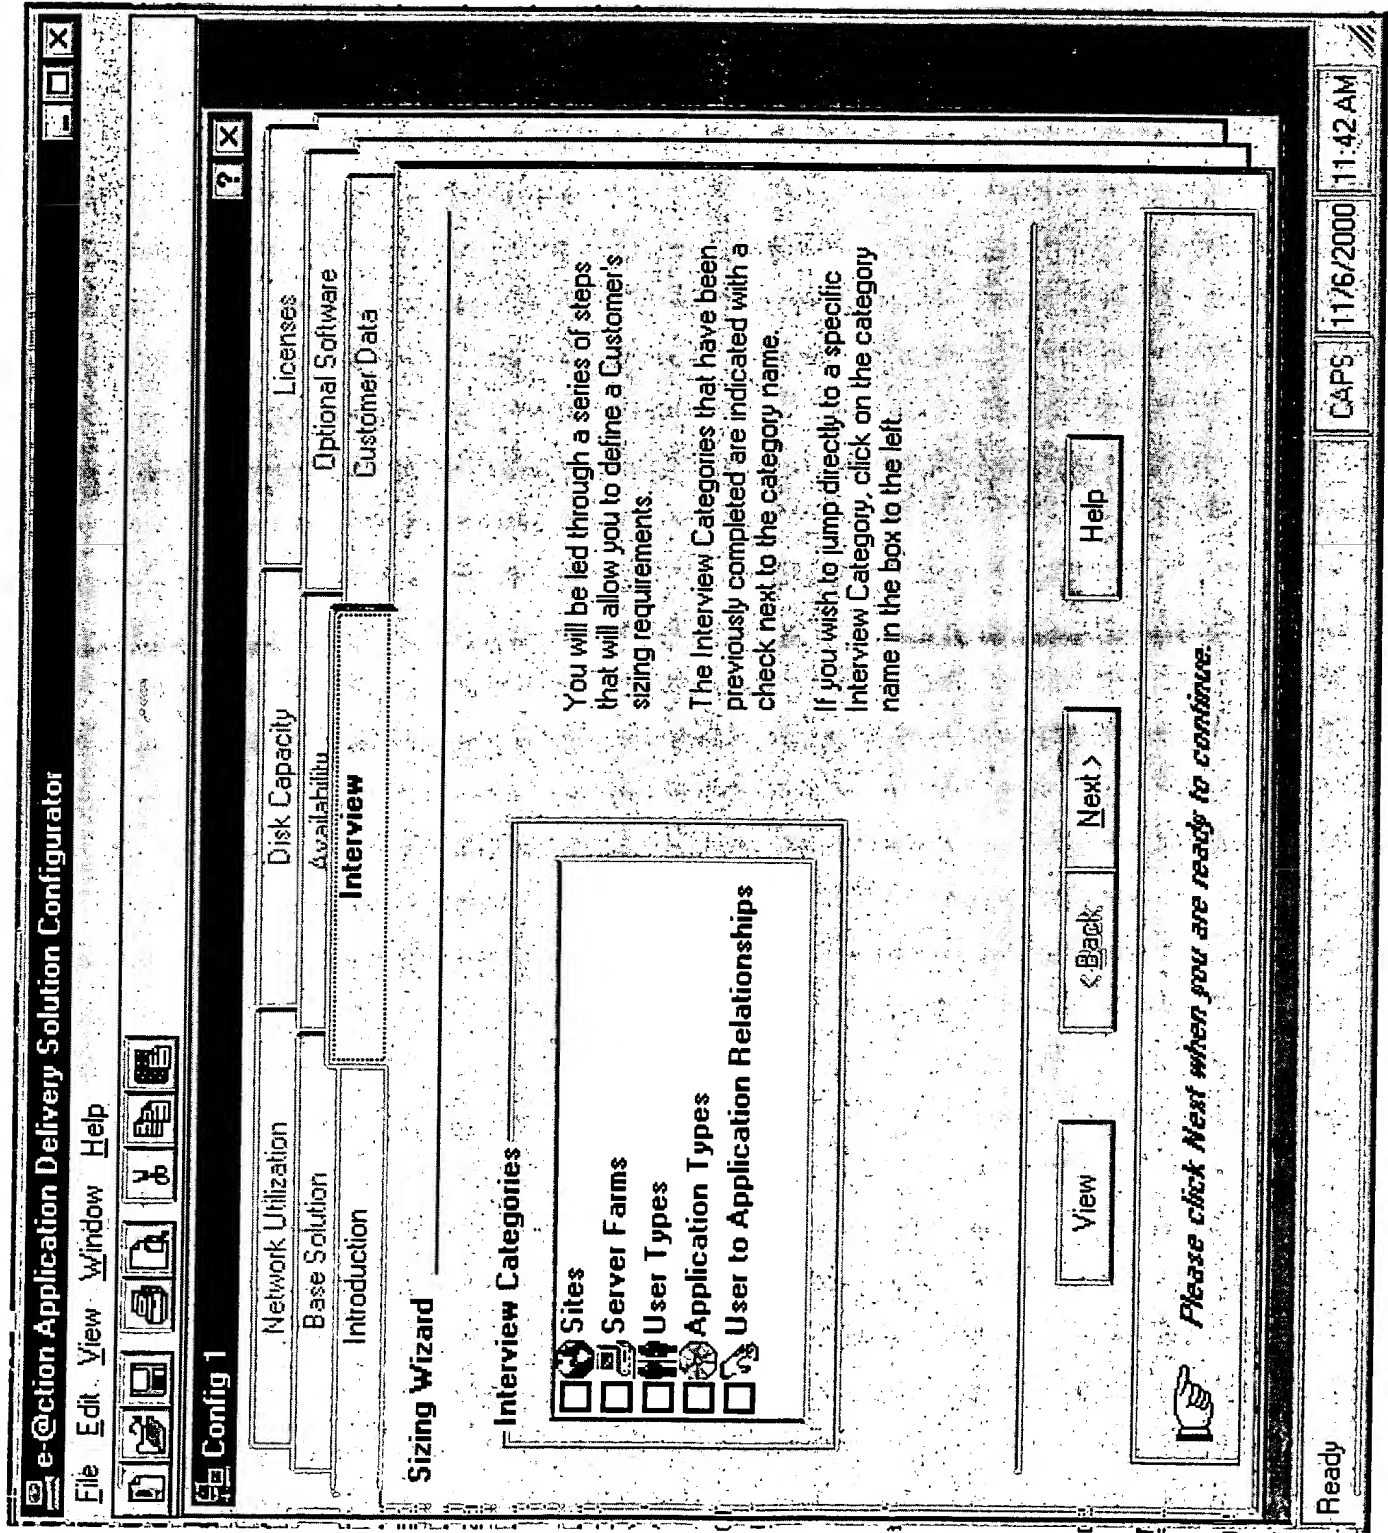 e-@ction Application Delivery Solution Configurator
File Edit View Window Help
Config 1
Network Utilization Disk Capacity Licenses
Base Solution Availability Optional Software
Introduction Interview Customer Data
Sizing Wizard
Interview Categories
Sites
Server Farms
User Types
Application Types
User to Application Relationships
You will be led through a series of steps
that will allow you to define a Customer's
sizing requirements.
The Interview Categories that have been
previously completed are indicated with a
check next to the category name.
If you wish to jump directly to a specific
Interview Category, click on the category
name in the box to the left.
View < Back Next > Help
Please click Next when you are ready to continue.
Ready CAPS 11/6/2000 11:42 AM